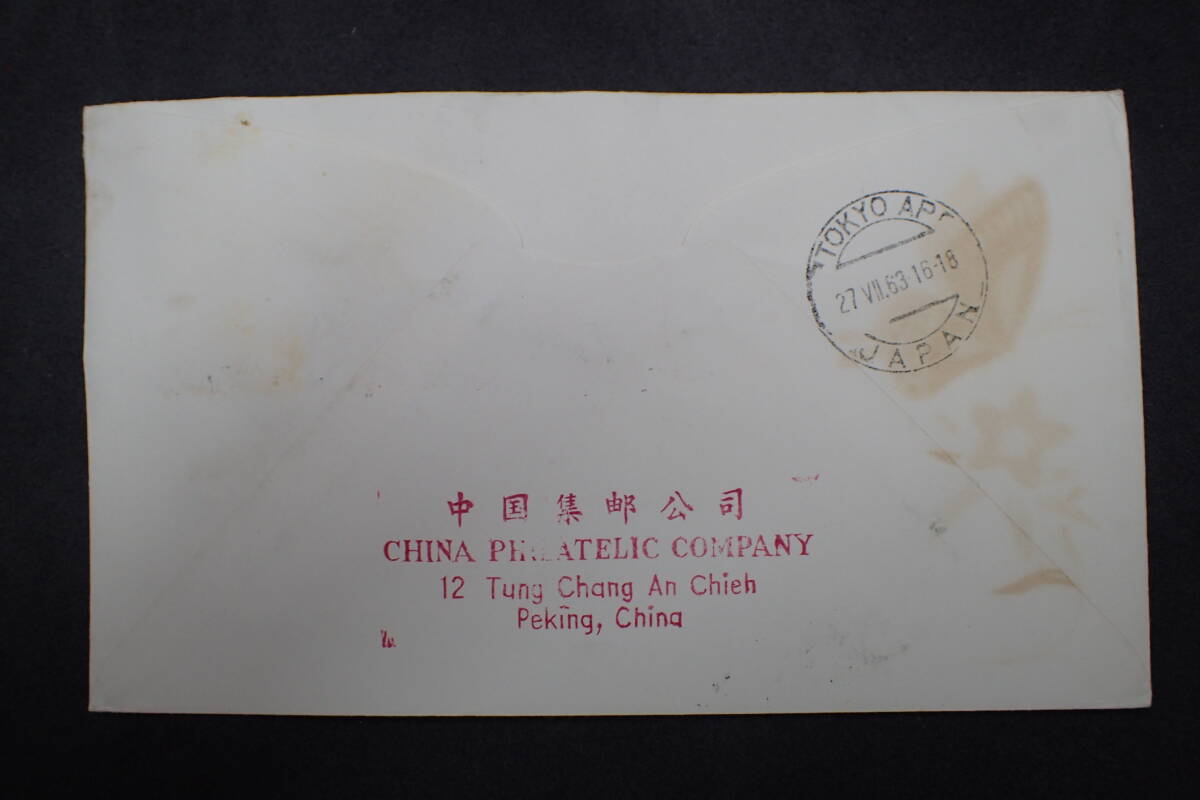 TOKYO AP
27 VII.63 16-18
JAPAN
中国集邮公司
CHINA PHILATELIC COMPANY
12 Tung Chang An Chieh
Peking, China